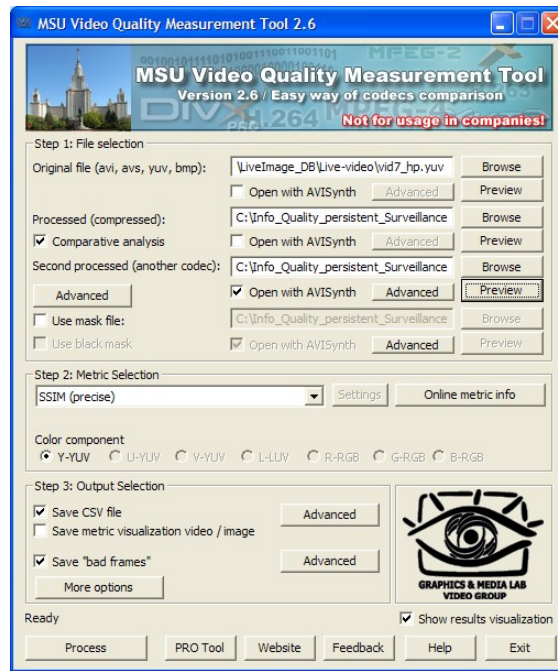 MSU Video Quality Measurement Tool 2.6
MSU Video Quality Measurement Tool
Version 2.6 / Easy way of codecs comparison
Not for usage in companies!
Step 1: File selection
Original file (avi, avs, yuv, bmp): \LiveImage_DB\Live-video\vid7_hp.yuv Browse
Open with AVISynth Advanced Preview
Processed (compressed): C:\Info_Quality_persistent_Surveillance Browse
Comparative analysis Open with AVISynth Advanced Preview
Second processed (another codec): C:\Info_Quality_persistent_Surveillance Browse
Advanced Open with AVISynth Advanced Preview
Use mask file: C:\Info_Quality_persistent_Surveillance Browse
Use black mask Open with AVISynth Advanced Preview
Step 2: Metric Selection
SSIM (precise) Settings Online metric info
Color component
Y-YUV U-YUV V-YUV L-LUV R-RGB G-RGB B-RGB
Step 3: Output Selection
Save CSV file Advanced
Save metric visualization video / image
Save "bad frames" Advanced
More options
GRAPHICS & MEDIA LAB
VIDEO GROUP
Ready Show results visualization
Process PRO Tool Website Feedback Help Exit